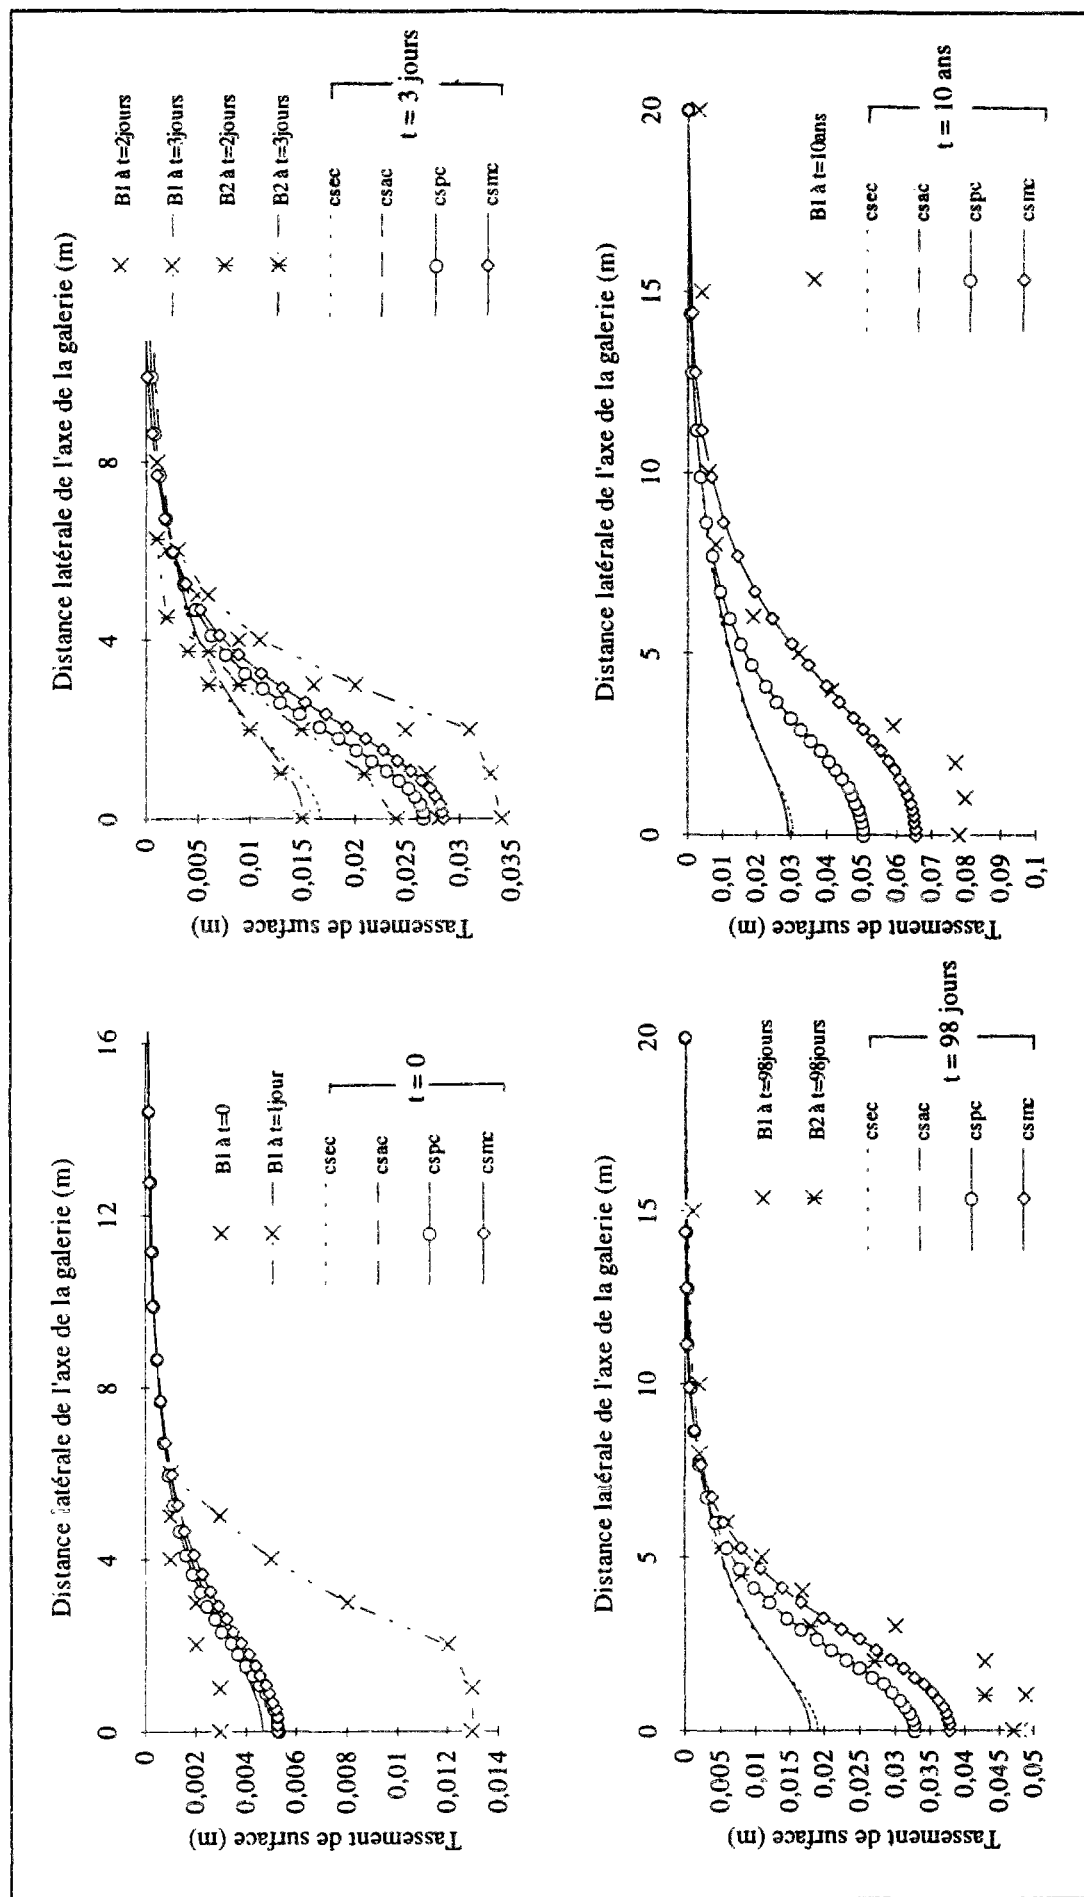 Distance latérale de l'axe de la galerie (m)
0
4
8
12
16
0
0,002
0,004
0,006
0,008
0,01
0,012
0,014
Tassement de surface (m)
B1 à t=0
B1 à t=1jour
csec
csac
cspc
csmc
t = 0
Distance latérale de l'axe de la galerie (m)
0
4
8
0
0,005
0,01
0,015
0,02
0,025
0,03
0,035
Tassement de surface (m)
B1 à t=2jours
B1 à t=3jours
B2 à t=2jours
B2 à t=3jours
csec
csac
cspc
csmc
t = 3 jours
Distance latérale de l'axe de la galerie (m)
0
5
10
15
20
0
0,005
0,01
0,015
0,02
0,025
0,03
0,035
0,04
0,045
0,05
Tassement de surface (m)
B1 à t=98jours
B2 à t=98jours
csec
csac
cspc
csmc
t = 98 jours
Distance latérale de l'axe de la galerie (m)
0
5
10
15
20
0
0,01
0,02
0,03
0,04
0,05
0,06
0,07
0,08
0,09
0,1
Tassement de surface (m)
B1 à t=10ans
csec
csac
cspc
csmc
t = 10 ans